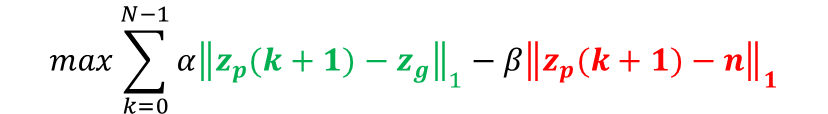 max ∑_{k=0}^{N-1} α‖z_p(k + 1) − z_g‖_1 − β‖z_p(k + 1) − n‖_1